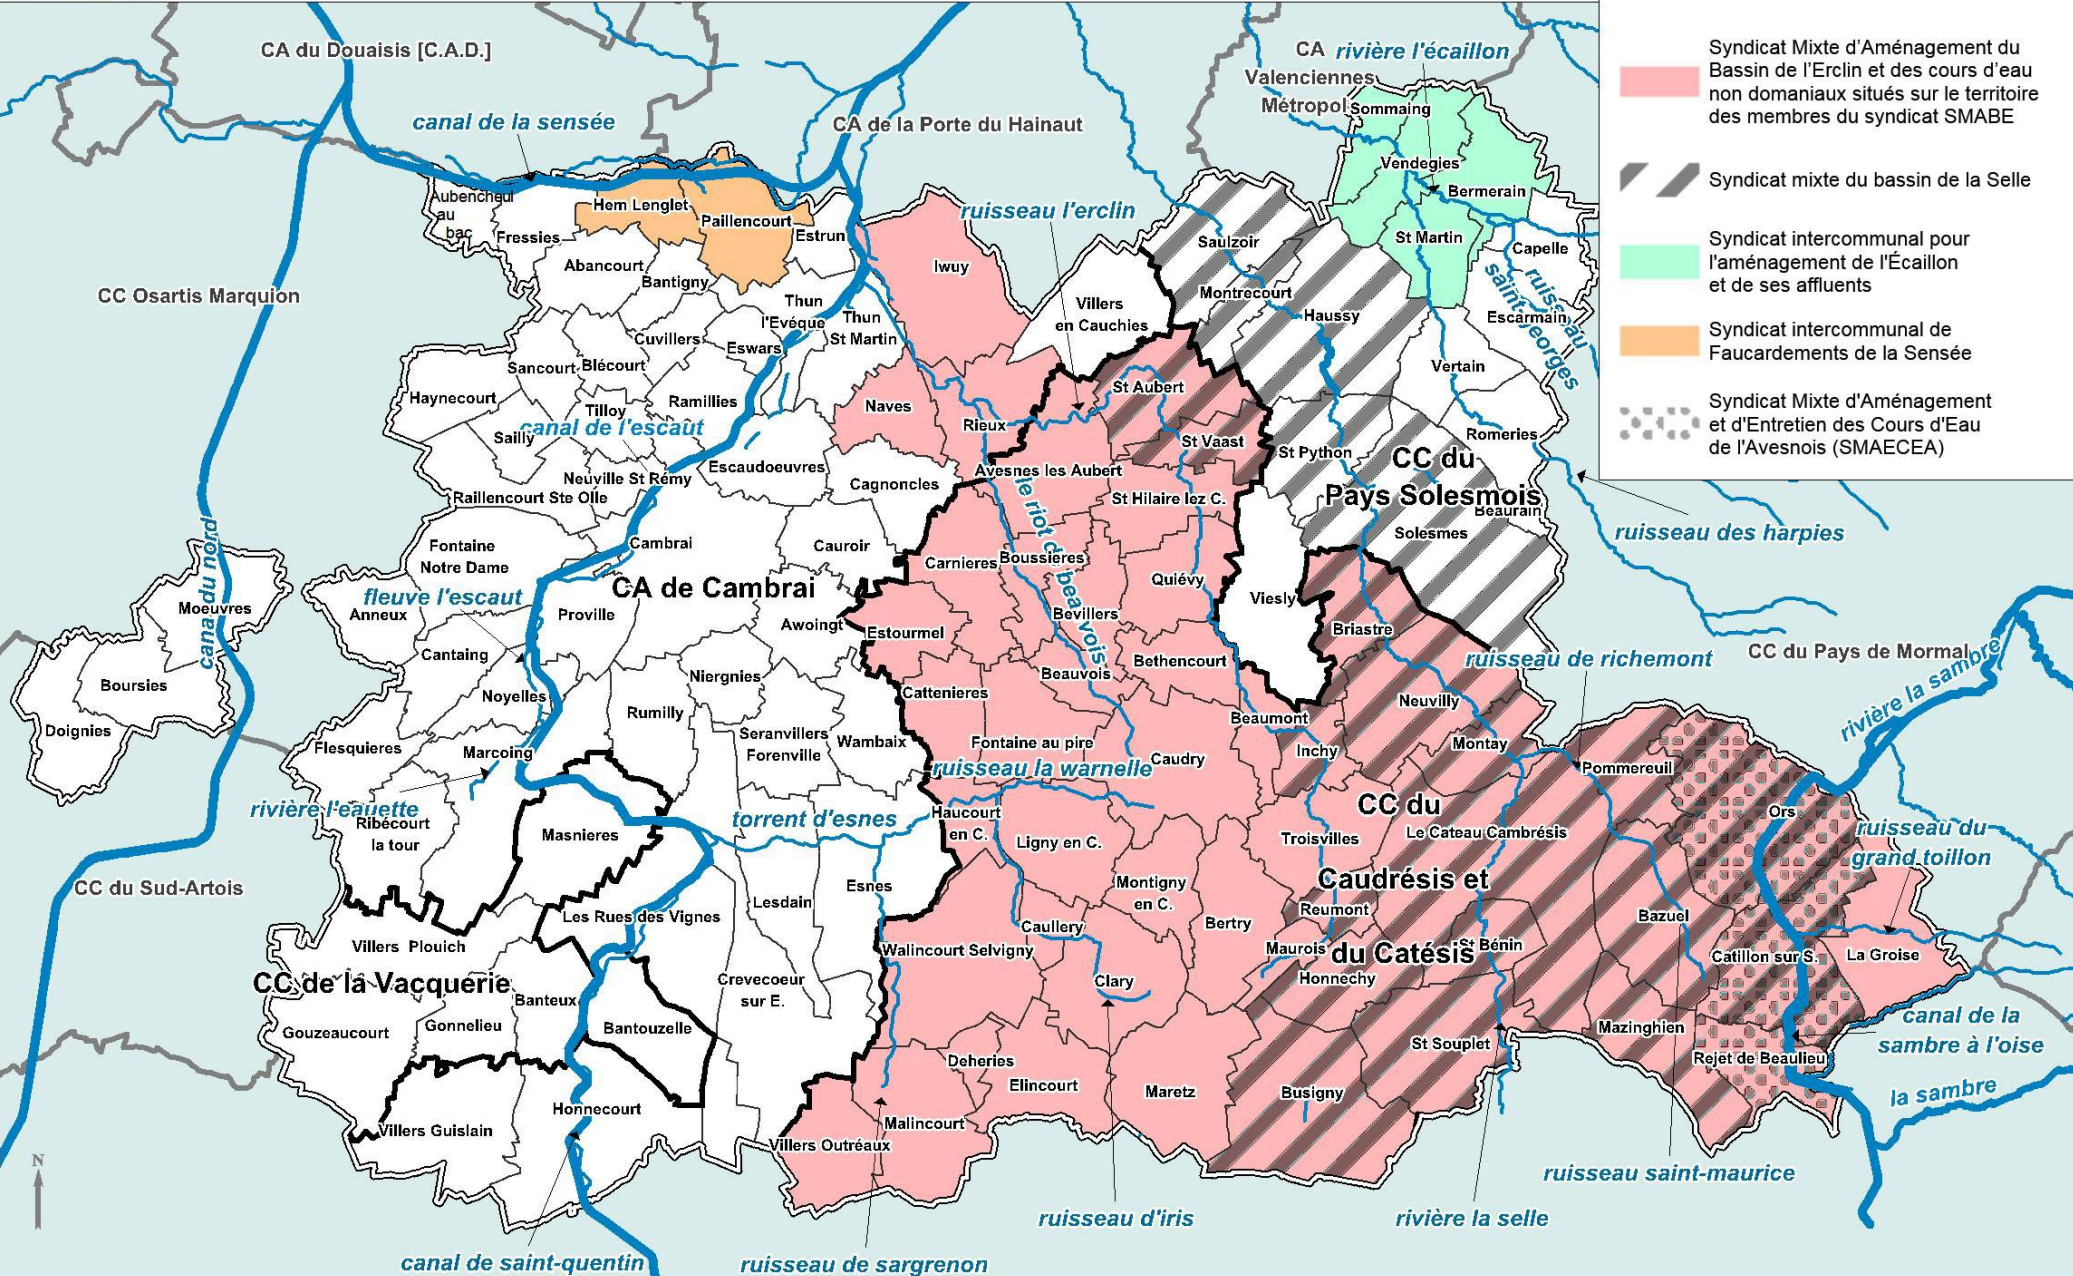 CA du Douaisis [C.A.D.]
CA
rivière l'écaillon
Valenciennes
Métropol
Sommaing
canal de la sensée
CA de la Porte du Hainaut
Vendegies
Bermerain
Aubencheul
au
bac
Hem Lenglet
Paillencourt
Estrun
Fressies
ruisseau l'erclin
Saulzoir
St Martin
Capelle
Abancourt
Bantigny
Iwuy
CC Osartis Marquion
Thun
l'Evéque
Thun
St Martin
Villers
en Cauchies
Montrecourt
Haussy
Escarmain
ruisseau
saint-georges
Cuvillers
Eswars
Sancourt
Blécourt
Vertain
Haynecourt
Tilloy
Ramillies
Naves
St Aubert
Sailly
canal de l'escaut
Rieux
St Vaast
Romeries
Neuville St Rémy
Escaudoeuvres
Avesnes les Aubert
St Python
CC du
Pays Solesmois
Raillencourt Ste Olle
Cagnoncles
St Hilaire lez C.
Beaurain
Solesmes
ruisseau des harpies
canal du nord
le riot de beauvois
Fontaine
Notre Dame
Cambrai
Cauroir
Carnieres
Boussieres
CA de Cambrai
Quiévy
Viesly
fleuve l'escaut
Moeuvres
Anneux
Proville
Awoingt
Bevillers
Estourmel
Briastre
Cantaing
Bethencourt
ruisseau de richemont
CC du Pays de Mormal
rivière la sambre
Boursies
Niergnies
Beauvois
Noyelles
Cattenieres
Neuvilly
Doignies
Rumilly
Beaumont
Flesquieres
Marcoing
Seranvillers
Forenville
Wambaix
Fontaine au pire
Caudry
Inchy
Montay
Pommereuil
ruisseau la warnelle
rivière l'eauette
Ribécourt
la tour
Masnieres
torrent d'esnes
Haucourt
en C.
Ligny en C.
Troisvilles
CC du
Caudrésis et
du Catésis
Le Cateau Cambrésis
Ors
ruisseau du
grand toillon
CC du Sud-Artois
Esnes
Montigny
en C.
Lesdain
Les Rues des Vignes
Caullery
Bertry
Reumont
Bazuel
Villers Plouich
Walincourt Selvigny
Maurois
St Bénin
Honnechy
Catillon sur S.
La Groise
CC de la Vacquerie
Banteux
Crevecoeur
sur E.
Clary
Gouzeaucourt
Gonnelieu
Bantouzelle
Mazinghien
canal de la
sambre à l'oise
St Souplet
Rejet de Beaulieu
Deheries
Elincourt
Maretz
Busigny
la sambre
Honnecourt
Villers Guislain
Malincourt
Villers Outréaux
N
ruisseau saint-maurice
ruisseau d'iris
rivière la selle
canal de saint-quentin
ruisseau de sargrenon
Syndicat Mixte d'Aménagement du
Bassin de l'Erclin et des cours d'eau
non domaniaux situés sur le territoire
des membres du syndicat SMABE
Syndicat mixte du bassin de la Selle
Syndicat intercommunal pour
l'aménagement de l'Écaillon
et de ses affluents
Syndicat intercommunal de
Faucardements de la Sensée
Syndicat Mixte d'Aménagement
et d'Entretien des Cours d'Eau
de l'Avesnois (SMAECEA)